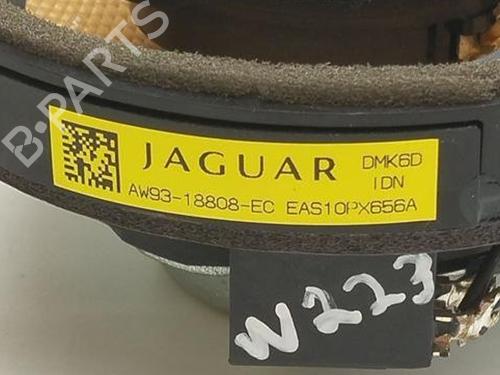 B-PARTS
JAGUAR DMK6D
IDN
AW93-18808-EC EAS10PX656A
W223